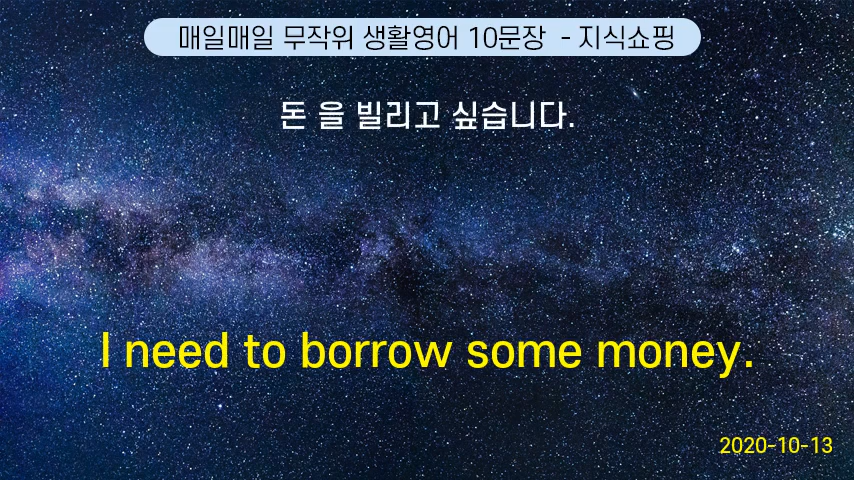 매일매일 무작위 생활영어 10문장 - 지식쇼핑
돈 을 빌리고 싶습니다.
I need to borrow some money.
2020-10-13